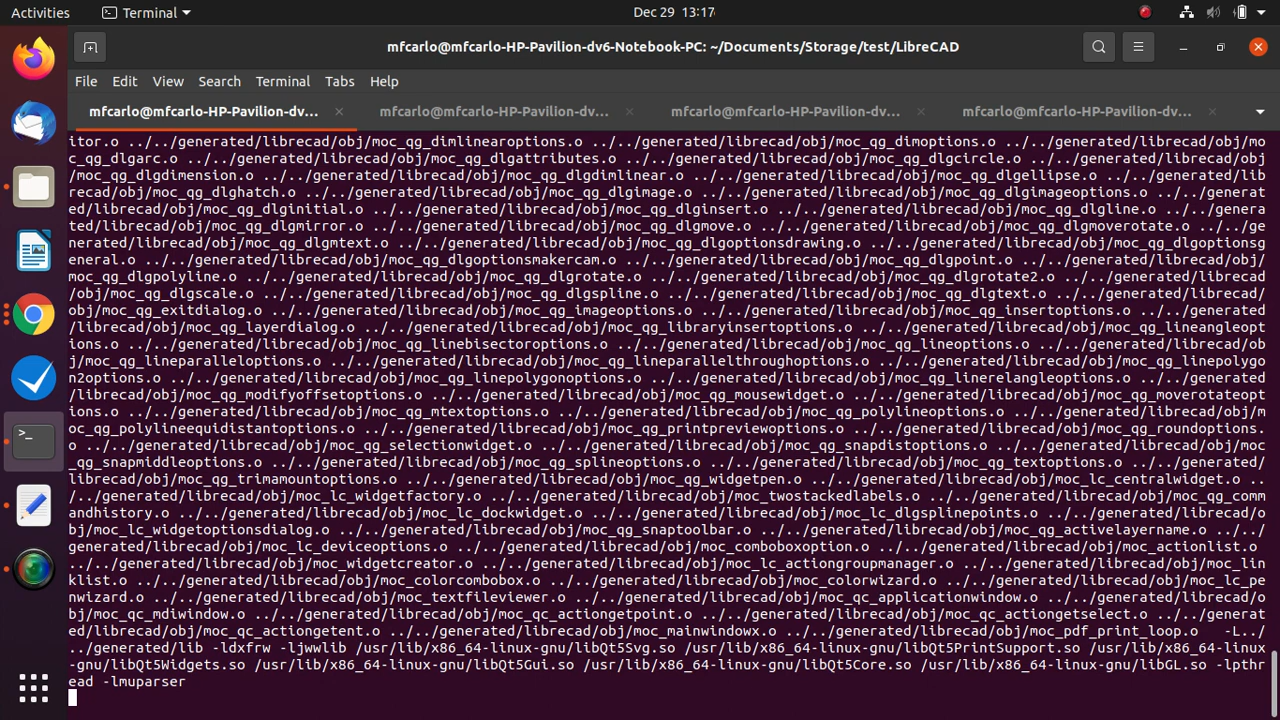 Activities
Terminal
Dec 29  13:17
mfcarlo@mfcarlo-HP-Pavilion-dv6-Notebook-PC: ~/Documents/Storage/test/LibreCAD
File Edit View Search Terminal Tabs Help
mfcarlo@mfcarlo-HP-Pavilion-dv...
mfcarlo@mfcarlo-HP-Pavilion-dv...
mfcarlo@mfcarlo-HP-Pavilion-dv...
mfcarlo@mfcarlo-HP-Pavilion-dv...
itor.o ../../generated/librecad/obj/moc_qg_dimlinearoptions.o ../../generated/librecad/obj/moc_qg_dimoptions.o ../../generated/librecad/obj/mo
c_qg_dlgarc.o ../../generated/librecad/obj/moc_qg_dlgattributes.o ../../generated/librecad/obj/moc_qg_dlgcircle.o ../../generated/librecad/obj
/moc_qg_dlgdimension.o ../../generated/librecad/obj/moc_qg_dlgdimlinear.o ../../generated/librecad/obj/moc_qg_dlgellipse.o ../../generated/lib
recad/obj/moc_qg_dlghatch.o ../../generated/librecad/obj/moc_qg_dlgimage.o ../../generated/librecad/obj/moc_qg_dlgimageoptions.o ../../generat
ed/librecad/obj/moc_qg_dlginitial.o ../../generated/librecad/obj/moc_qg_dlginsert.o ../../generated/librecad/obj/moc_qg_dlgline.o ../../genera
ted/librecad/obj/moc_qg_dlgmirror.o ../../generated/librecad/obj/moc_qg_dlgmove.o ../../generated/librecad/obj/moc_qg_dlgmoverotate.o ../../ge
nerated/librecad/obj/moc_qg_dlgmtext.o ../../generated/librecad/obj/moc_qg_dlgoptionsdrawing.o ../../generated/librecad/obj/moc_qg_dlgoptionsg
eneral.o ../../generated/librecad/obj/moc_qg_dlgoptionsmakercam.o ../../generated/librecad/obj/moc_qg_dlgpoint.o ../../generated/librecad/obj/
moc_qg_dlgpolyline.o ../../generated/librecad/obj/moc_qg_dlgrotate.o ../../generated/librecad/obj/moc_qg_dlgrotate2.o ../../generated/librecad
/obj/moc_qg_dlgscale.o ../../generated/librecad/obj/moc_qg_dlgspline.o ../../generated/librecad/obj/moc_qg_dlgtext.o ../../generated/librecad/
obj/moc_qg_exitdialog.o ../../generated/librecad/obj/moc_qg_imageoptions.o ../../generated/librecad/obj/moc_qg_insertoptions.o ../../generated
/librecad/obj/moc_qg_layerdialog.o ../../generated/librecad/obj/moc_qg_libraryinsertoptions.o ../../generated/librecad/obj/moc_qg_lineangleopt
ions.o ../../generated/librecad/obj/moc_qg_linebisectoroptions.o ../../generated/librecad/obj/moc_qg_lineoptions.o ../../generated/librecad/ob
j/moc_qg_lineparalleloptions.o ../../generated/librecad/obj/moc_qg_lineparallelthroughoptions.o ../../generated/librecad/obj/moc_qg_linepolygo
n2options.o ../../generated/librecad/obj/moc_qg_linepolygonoptions.o ../../generated/librecad/obj/moc_qg_linerelangleoptions.o ../../generated
/librecad/obj/moc_qg_modifyoffsetoptions.o ../../generated/librecad/obj/moc_qg_mousewidget.o ../../generated/librecad/obj/moc_qg_moverotateopt
ions.o ../../generated/librecad/obj/moc_qg_mtextoptions.o ../../generated/librecad/obj/moc_qg_polylineoptions.o ../../generated/librecad/obj/m
oc_qg_polylineequidistantoptions.o ../../generated/librecad/obj/moc_qg_printpreviewoptions.o ../../generated/librecad/obj/moc_qg_roundoptions.
o ../../generated/librecad/obj/moc_qg_selectionwidget.o ../../generated/librecad/obj/moc_qg_snapdistoptions.o ../../generated/librecad/obj/moc
_qg_snapmiddleoptions.o ../../generated/librecad/obj/moc_qg_splineoptions.o ../../generated/librecad/obj/moc_qg_textoptions.o ../../generated/
librecad/obj/moc_qg_trimamountoptions.o ../../generated/librecad/obj/moc_qg_widgetpen.o ../../generated/librecad/obj/moc_lc_centralwidget.o ..
/../generated/librecad/obj/moc_lc_widgetfactory.o ../../generated/librecad/obj/moc_twostackedlabels.o ../../generated/librecad/obj/moc_qg_comm
andhistory.o ../../generated/librecad/obj/moc_lc_dockwidget.o ../../generated/librecad/obj/moc_lc_dlgsplinepoints.o ../../generated/librecad/o
bj/moc_lc_widgetoptionsdialog.o ../../generated/librecad/obj/moc_qg_snaptoolbar.o ../../generated/librecad/obj/moc_qg_activelayername.o ../../
generated/librecad/obj/moc_lc_deviceoptions.o ../../generated/librecad/obj/moc_comboboxoption.o ../../generated/librecad/obj/moc_actionlist.o 
../../generated/librecad/obj/moc_widgetcreator.o ../../generated/librecad/obj/moc_lc_actiongroupmanager.o ../../generated/librecad/obj/moc_lin
klist.o ../../generated/librecad/obj/moc_colorcombobox.o ../../generated/librecad/obj/moc_colorwizard.o ../../generated/librecad/obj/moc_lc_pe
nwizard.o ../../generated/librecad/obj/moc_textfileviewer.o ../../generated/librecad/obj/moc_qc_applicationwindow.o ../../generated/librecad/o
bj/moc_qc_mdiwindow.o ../../generated/librecad/obj/moc_qc_actiongetpoint.o ../../generated/librecad/obj/moc_qc_actiongetselect.o ../../generat
ed/librecad/obj/moc_qc_actiongetent.o ../../generated/librecad/obj/moc_mainwindowx.o ../../generated/librecad/obj/moc_pdf_print_loop.o   -L../
../generated/lib -ldxfrw -ljwwlib /usr/lib/x86_64-linux-gnu/libQt5Svg.so /usr/lib/x86_64-linux-gnu/libQt5PrintSupport.so /usr/lib/x86_64-linux
-gnu/libQt5Widgets.so /usr/lib/x86_64-linux-gnu/libQt5Gui.so /usr/lib/x86_64-linux-gnu/libQt5Core.so /usr/lib/x86_64-linux-gnu/libGL.so -lpthr
ead -lmuparser